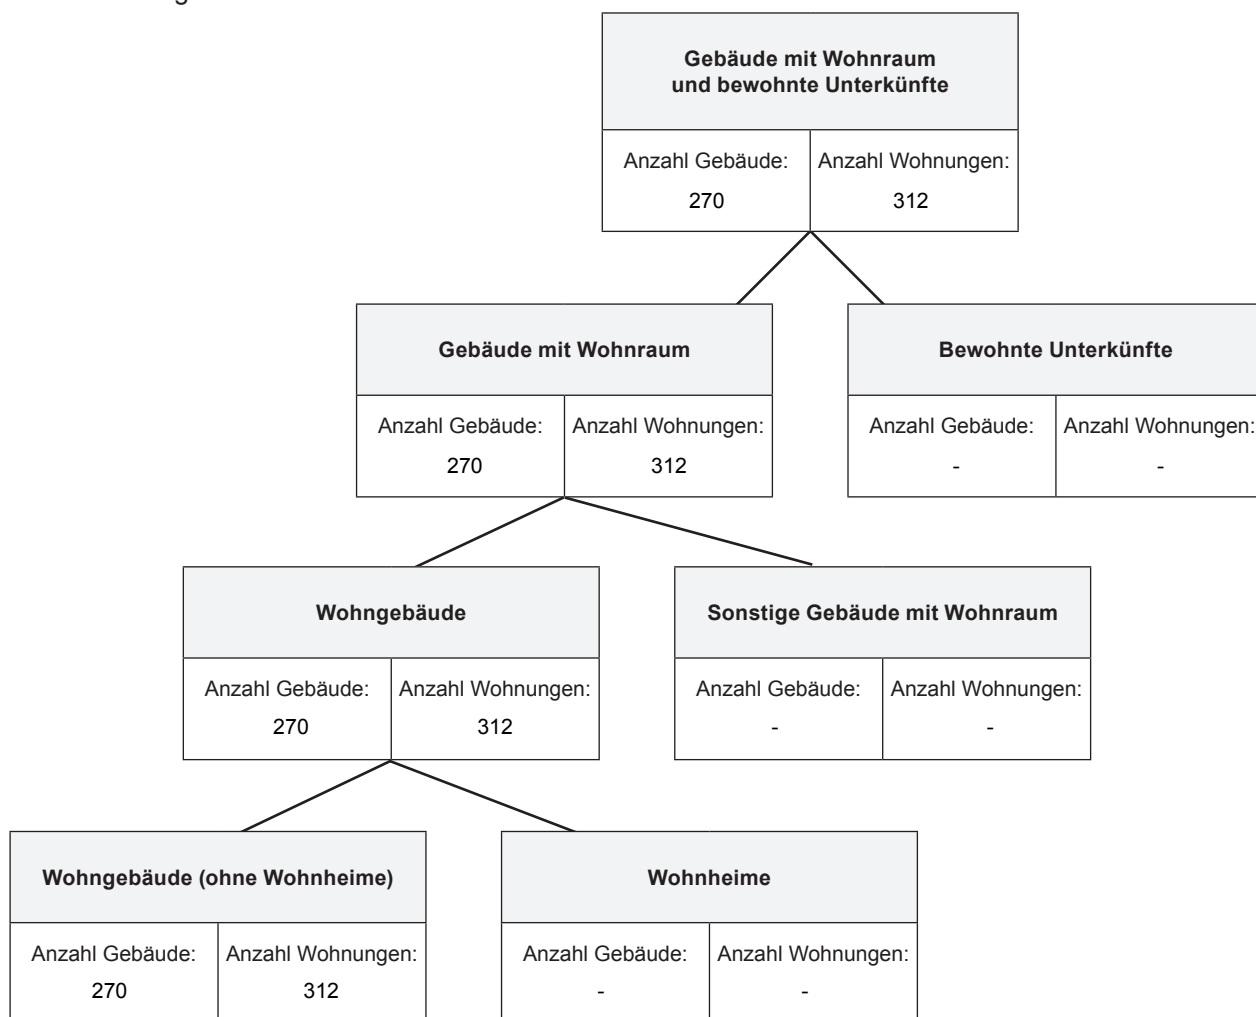 Gebäude mit Wohnraum
und bewohnte Unterkünfte
Anzahl Gebäude: Anzahl Wohnungen:
270 312
Gebäude mit Wohnraum Bewohnte Unterkünfte
Anzahl Gebäude: Anzahl Wohnungen: Anzahl Gebäude: Anzahl Wohnungen:
270 312 - -
Wohngebäude Sonstige Gebäude mit Wohnraum
Anzahl Gebäude: Anzahl Wohnungen: Anzahl Gebäude: Anzahl Wohnungen:
270 312 - -
Wohngebäude (ohne Wohnheime) Wohnheime
Anzahl Gebäude: Anzahl Wohnungen: Anzahl Gebäude: Anzahl Wohnungen:
270 312 - -